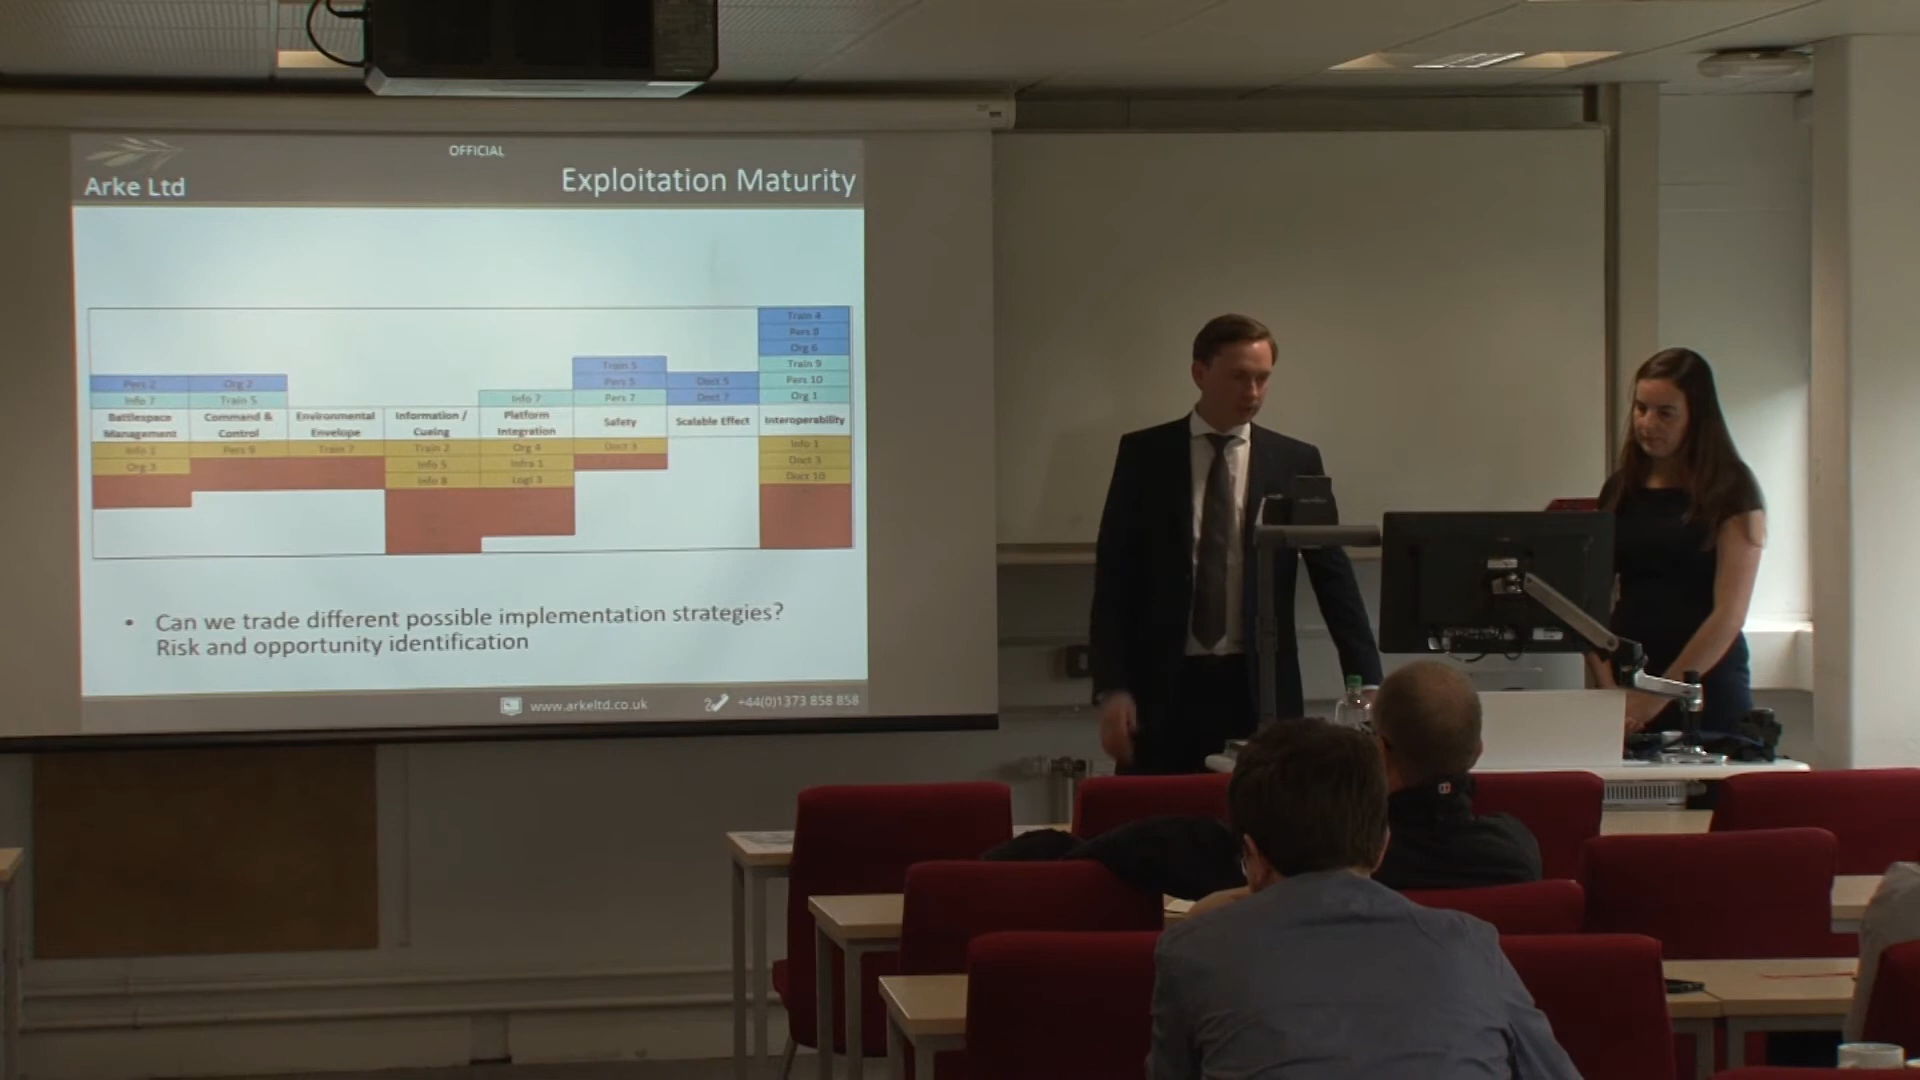 OFFICIAL
Arke Ltd
Exploitation Maturity
Train 4
Pers 8
Org 6
Train 5
Train 9
Pers 2
Org 2
Pers 5
Doct 5
Pers 10
Info 7
Train 5
Info 7
Pers 7
Doct 7
Org 1
Battlespace Management
Command & Control
Environmental Envelope
Information / Cueing
Platform Integration
Safety
Scalable Effect
Interoperability
Pers 9
Train 7
Train 2
Org 4
Doct 3
Info 1
Org 3
Info 5
Infra 1
Doct 3
Info 8
Logi 3
Doct 10
• Can we trade different possible implementation strategies?
Risk and opportunity identification
www.arkeltd.co.uk
+44(0)1373 858 858